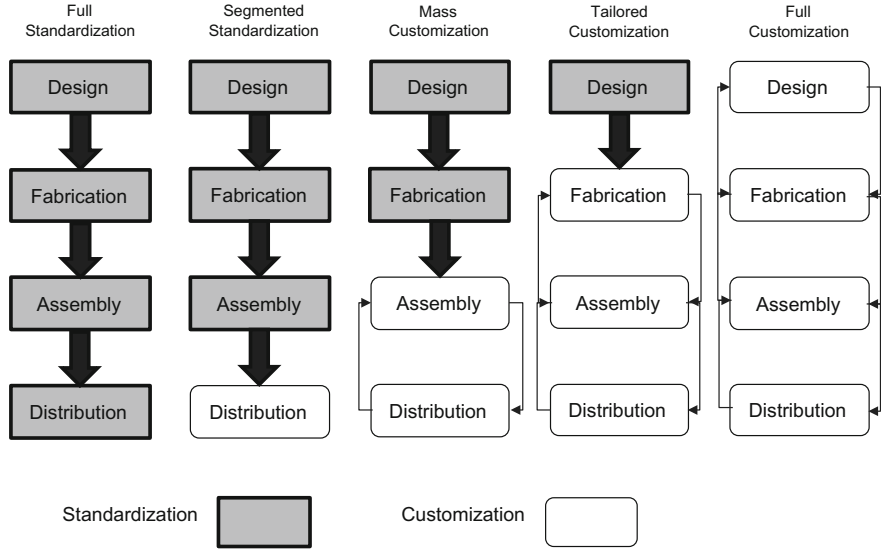 Full Standardization
Segmented Standardization
Mass Customization
Tailored Customization
Full Customization
Design
Design
Design
Design
Design
Fabrication
Fabrication
Fabrication
Fabrication
Fabrication
Assembly
Assembly
Assembly
Assembly
Assembly
Distribution
Distribution
Distribution
Distribution
Distribution
Standardization
Customization